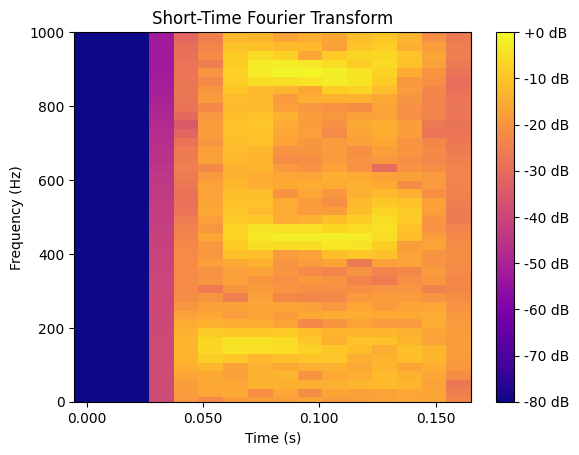 Short-Time Fourier Transform
1000
800
600
400
200
0
Frequency (Hz)
0.000
0.050
0.100
0.150
Time (s)
+0 dB
-10 dB
-20 dB
-30 dB
-40 dB
-50 dB
-60 dB
-70 dB
-80 dB